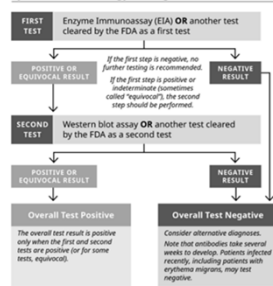 FIRST
TEST
Enzyme Immunoassay (EIA) OR another test
cleared by the FDA as a first test
POSITIVE OR
EQUIVOCAL RESULT
If the first step is negative, no
further testing is recommended.
If the first step is positive or
indeterminate (sometimes
called "equivocal"), the second
step should be performed.
NEGATIVE
RESULT
SECOND
TEST
Western blot assay OR another test cleared
by the FDA as a second test
POSITIVE OR
EQUIVOCAL RESULT
NEGATIVE
RESULT
Overall Test Positive
The overall test result is positive
only when the first and second
tests are positive (or for some
tests, equivocal).
Overall Test Negative
Consider alternative diagnoses.
Note that antibodies take several
weeks to develop. Patients infected
recently, including patients with
erythema migrans, may test
negative.